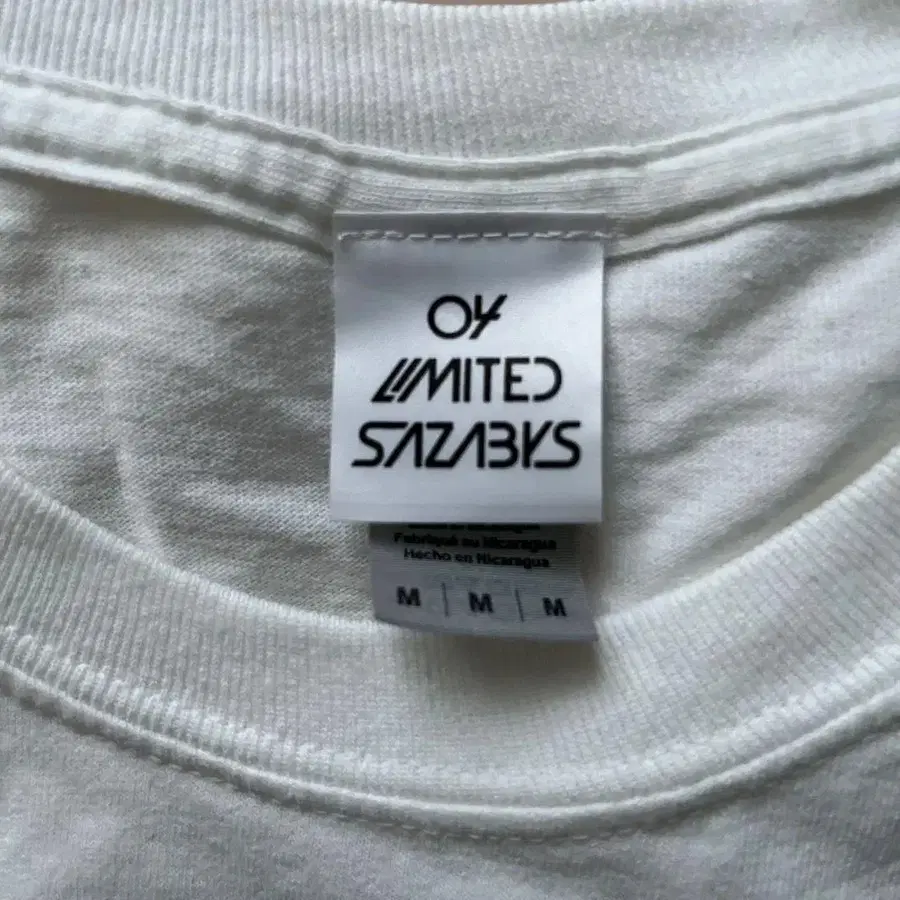 04
LIMITED
SAZABYS
Fabriqué au Nicaragua
Hecho en Nicaragua
M | M | M